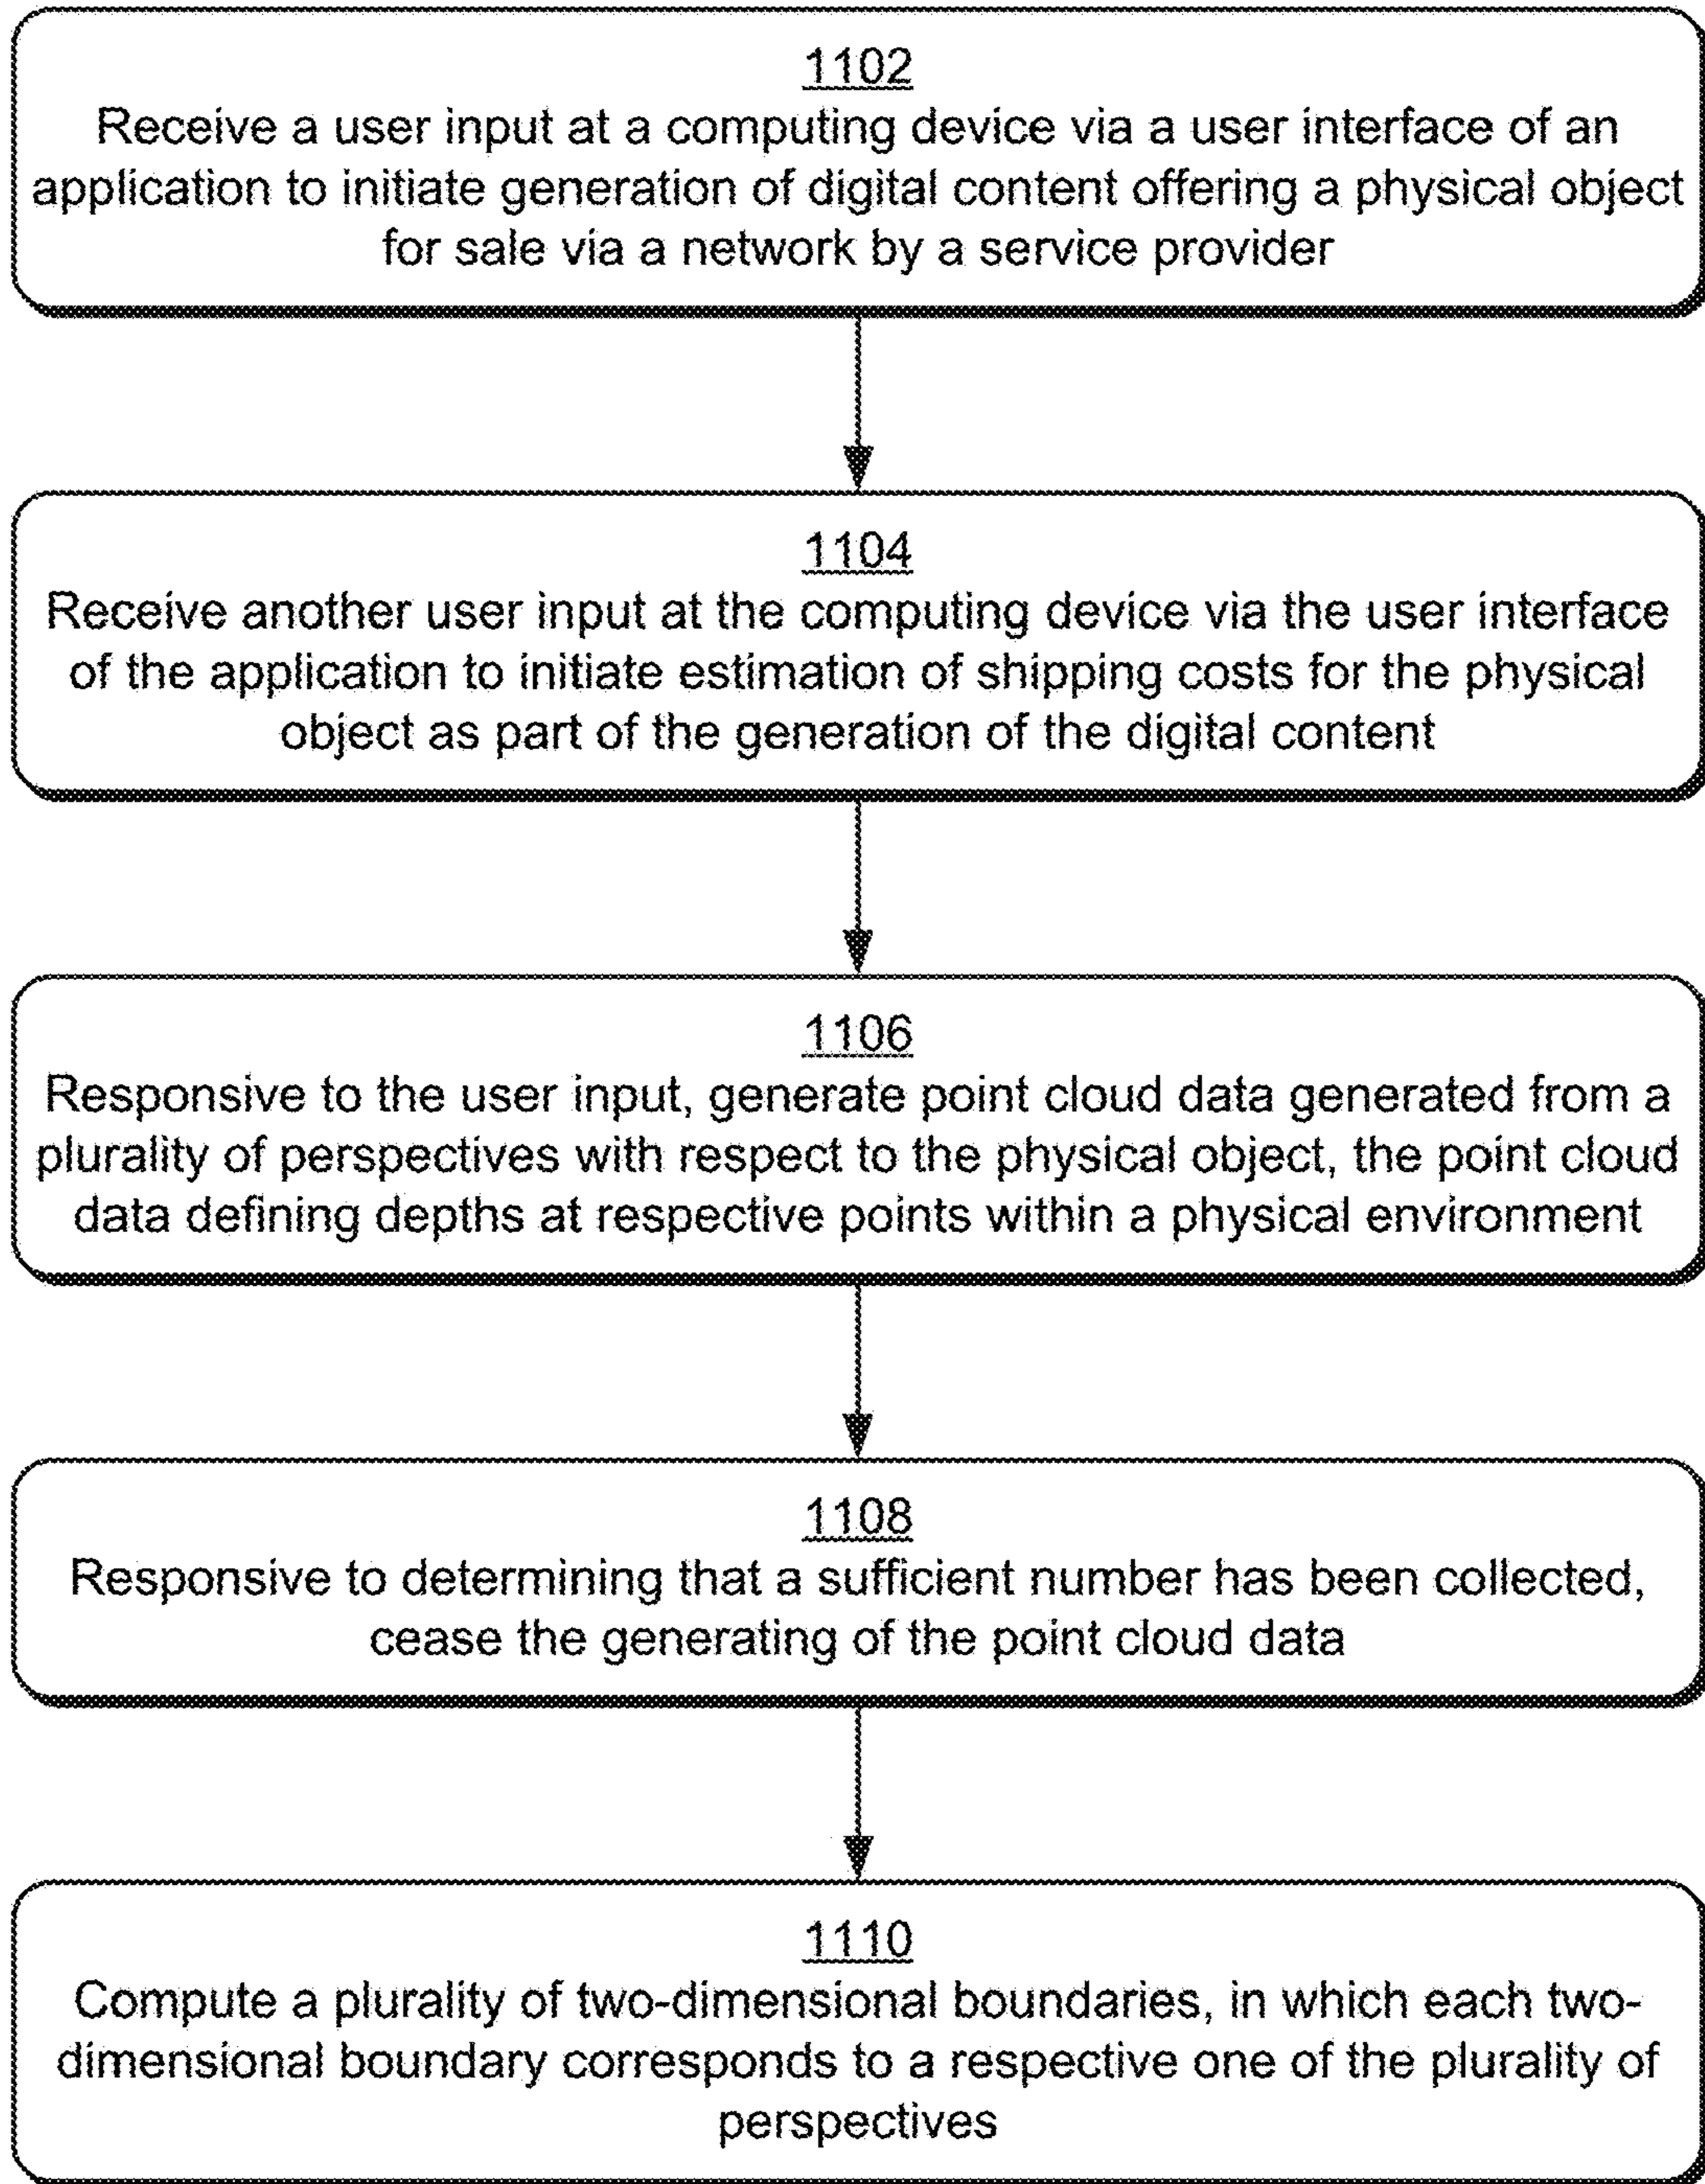 1102
Receive a user input at a computing device via a user interface of an
application to initiate generation of digital content offering a physical object
for sale via a network by a service provider
1104
Receive another user input at the computing device via the user interface
of the application to initiate estimation of shipping costs for the physical
object as part of the generation of the digital content
1106
Responsive to the user input, generate point cloud data generated from a
plurality of perspectives with respect to the physical object, the point cloud
data defining depths at respective points within a physical environment
1108
Responsive to determining that a sufficient number has been collected,
cease the generating of the point cloud data
1110
Compute a plurality of two-dimensional boundaries, in which each two-
dimensional boundary corresponds to a respective one of the plurality of
perspectives